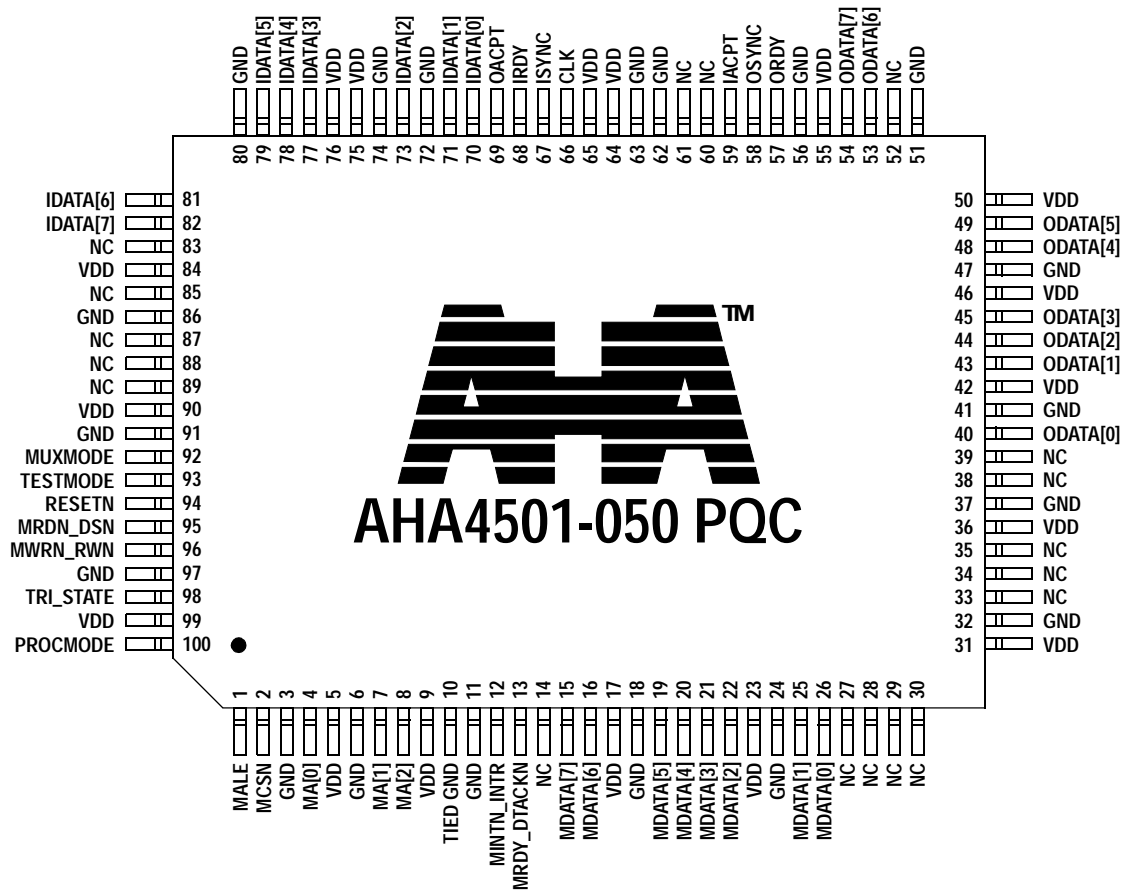 GND
IDATA[5]
IDATA[4]
IDATA[3]
VDD
VDD
GND
IDATA[2]
GND
IDATA[1]
IDATA[0]
OACPT
IRDY
ISYNC
CLK
VDD
VDD
GND
GND
NC
NC
IACPT
OSYNC
ORDY
GND
VDD
ODATA[7]
ODATA[6]
NC
GND
80
79
78
77
76
75
74
73
72
71
70
69
68
67
66
65
64
63
62
61
60
59
58
57
56
55
54
53
52
51
IDATA[6] 81
IDATA[7] 82
NC 83
VDD 84
NC 85
GND 86
NC 87
NC 88
NC 89
VDD 90
GND 91
MUXMODE 92
TESTMODE 93
RESETN 94
MRDN_DSN 95
MWRN_RWN 96
GND 97
TRI_STATE 98
VDD 99
PROCMODE 100
AHA TM
AHA4501-050 PQC
50 VDD
49 ODATA[5]
48 ODATA[4]
47 GND
46 VDD
45 ODATA[3]
44 ODATA[2]
43 ODATA[1]
42 VDD
41 GND
40 ODATA[0]
39 NC
38 NC
37 GND
36 VDD
35 NC
34 NC
33 NC
32 GND
31 VDD
1
2
3
4
5
6
7
8
9
10
11
12
13
14
15
16
17
18
19
20
21
22
23
24
25
26
27
28
29
30
MALE
MCSN
GND
MA[0]
VDD
GND
MA[1]
MA[2]
VDD
TIED GND
GND
MINTN_INTR
MRDY_DTACKN
NC
MDATA[7]
MDATA[6]
VDD
GND
MDATA[5]
MDATA[4]
MDATA[3]
MDATA[2]
VDD
GND
MDATA[1]
MDATA[0]
NC
NC
NC
NC